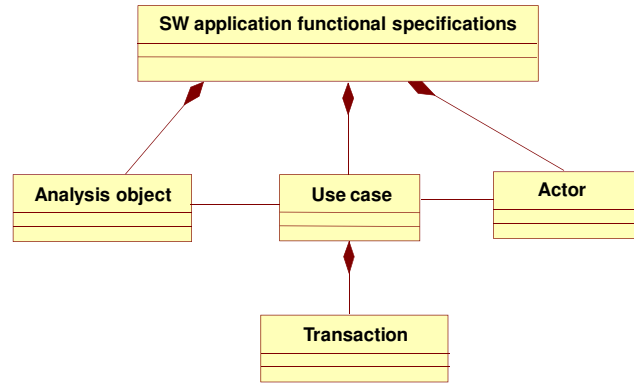 SW application functional specifications
Analysis object
Use case
Actor
Transaction